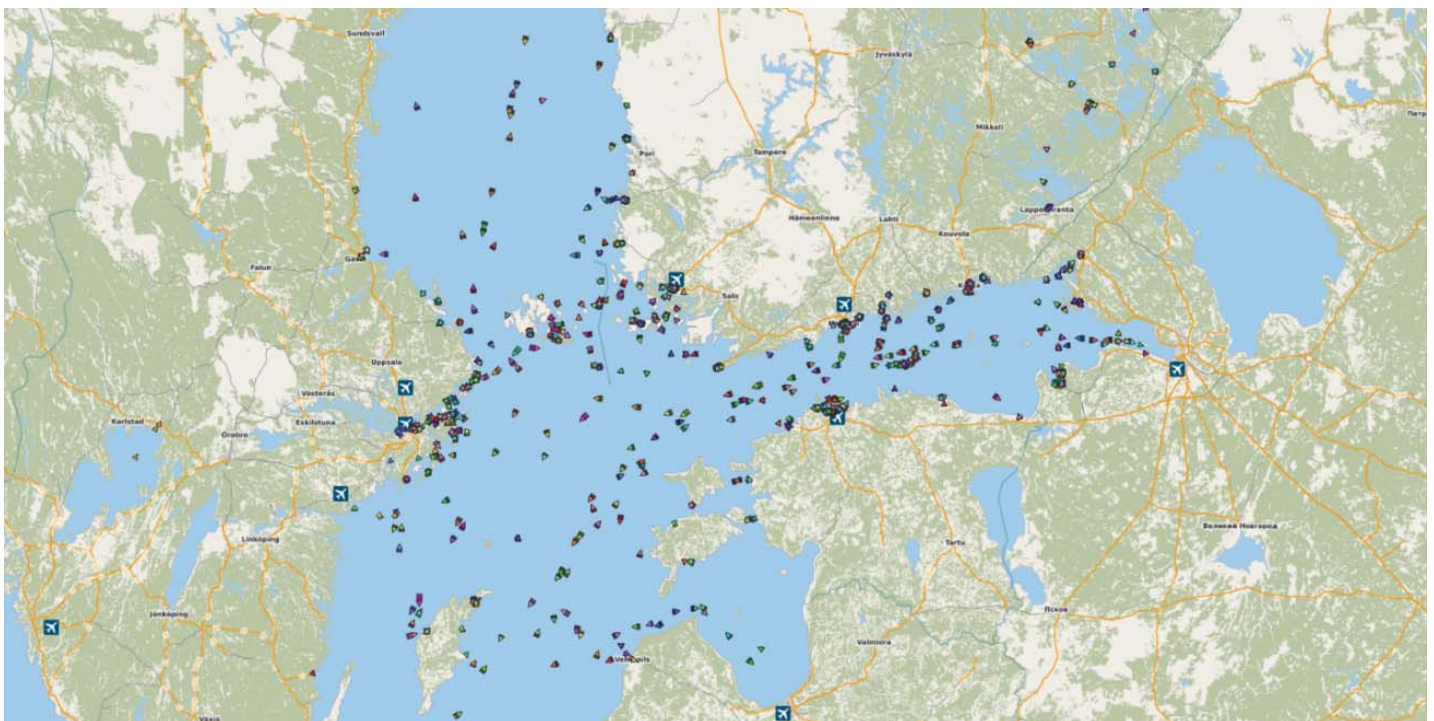 Sundsvall
Jyväskylä
Mikkeli
Pori
Tampere
Lappeenranta
Hämeenlinna
Lahti
Kouvola
Falun
Salo
Uppsala
Västerås
Karlstad
Örebro
Eskilstuna
Linköping
Великий Новгород
Tartu
Псков
Jönköping
Valmiera
Ventspils
Växjö